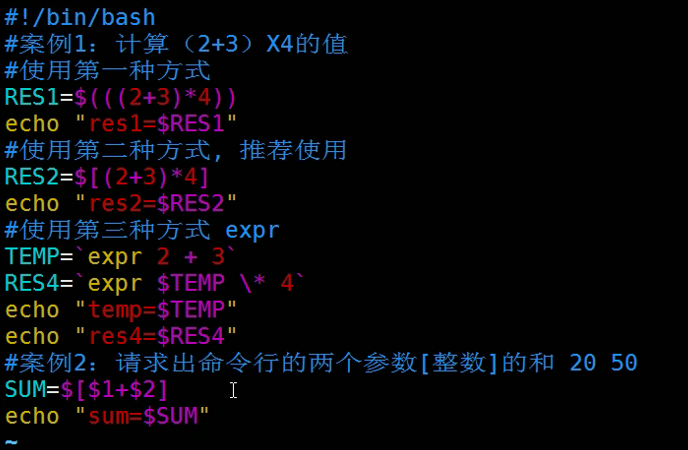 #!/bin/bash
#案例1：计算（2+3）X4的值
#使用第一种方式
RES1=$(((2+3)*4))
echo "res1=$RES1"
#使用第二种方式，推荐使用
RES2=$[(2+3)*4]
echo "res2=$RES2"
#使用第三种方式 expr
TEMP=`expr 2 + 3`
RES4=`expr $TEMP \* 4`
echo "temp=$TEMP"
echo "res4=$RES4"
#案例2：请求出命令行的两个参数[整数]的和 20 50
SUM=$[$1+$2]
echo "sum=$SUM"
~